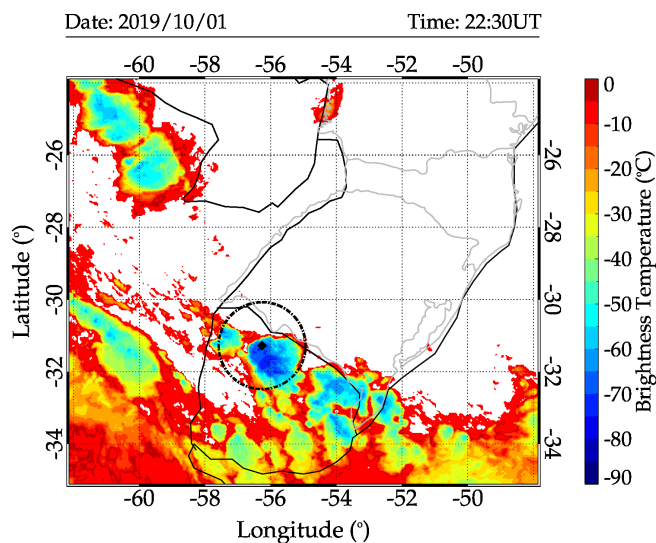 Date: 2019/10/01 Time: 22:30UT
-60 -58 -56 -54 -52 -50
-26 -26
-28 -28
-30 -30
-32 -32
-34 -34
-60 -58 -56 -54 -52 -50
Latitude (°)
Longitude (°)
0
-10
-20
-30
-40
-50
-60
-70
-80
-90
Brightness Temperature (ºC)